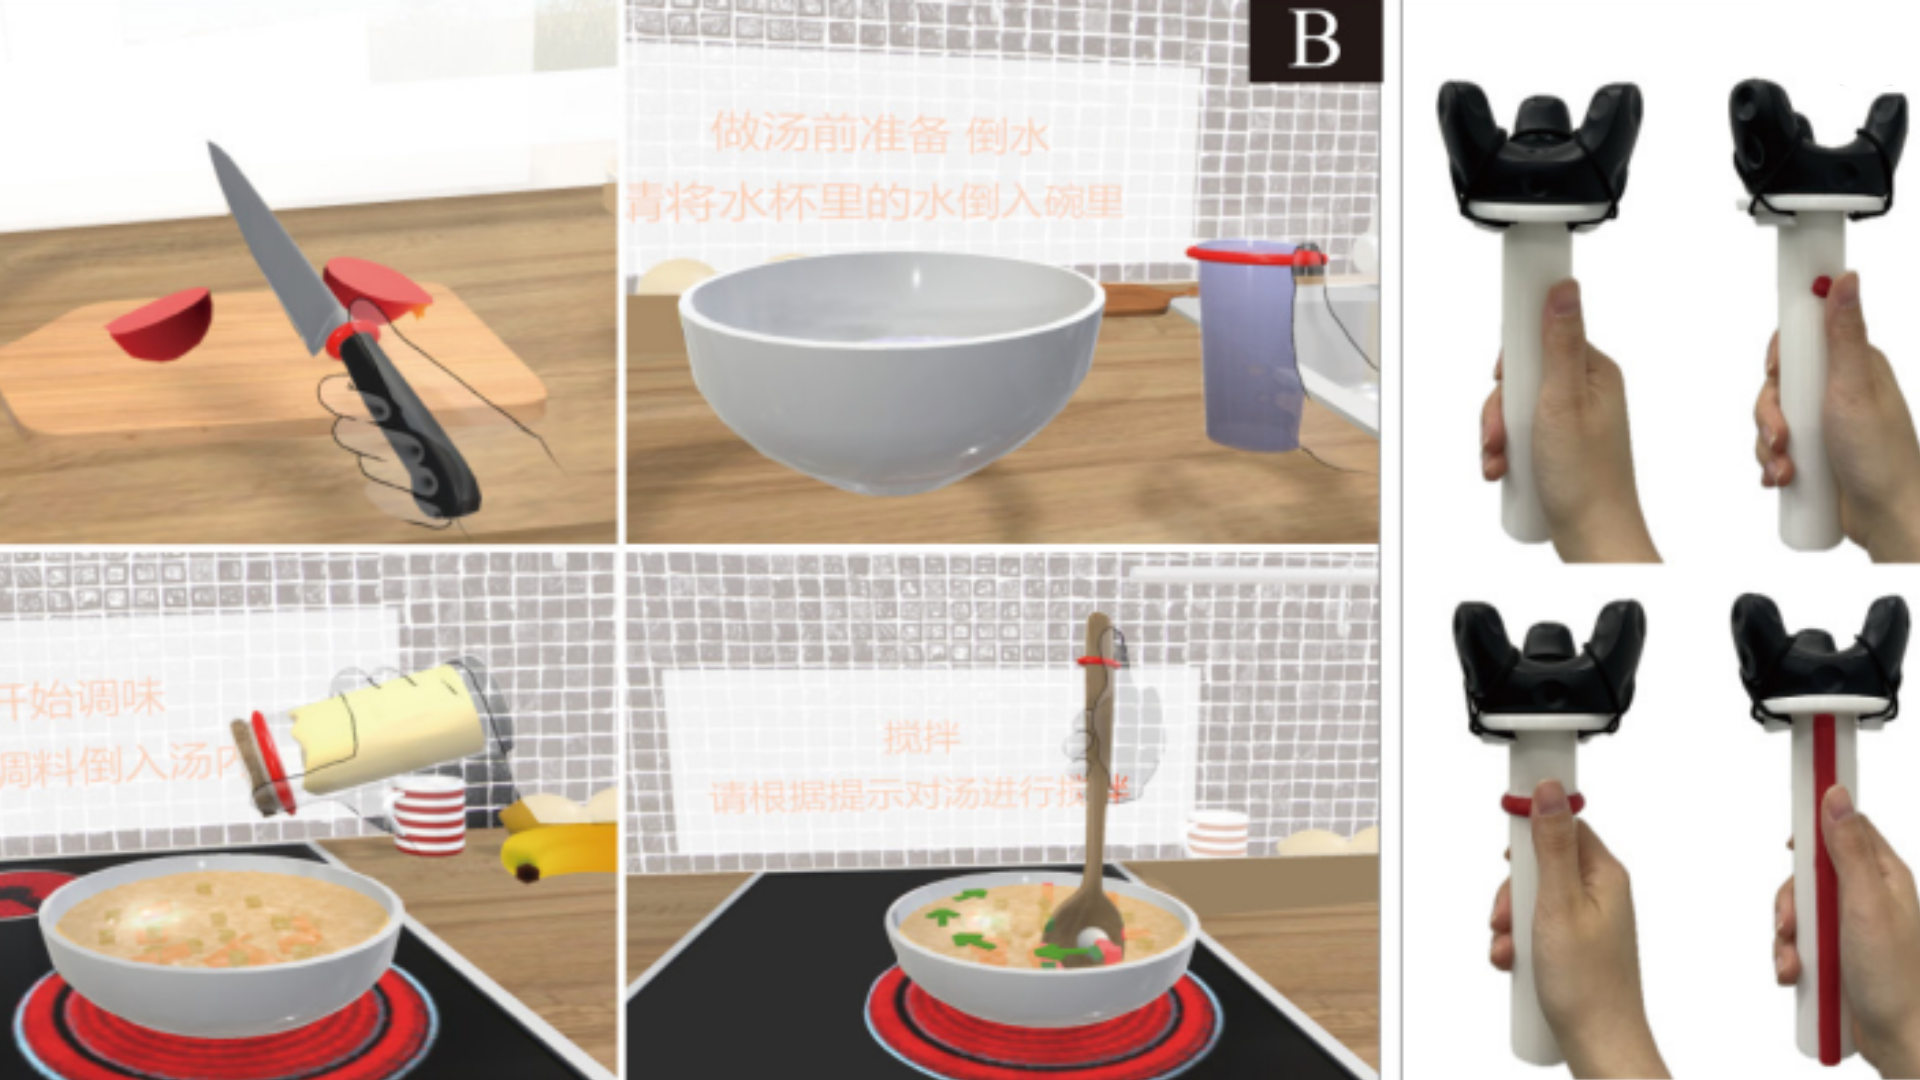 B
做汤前准备 倒水
青将水杯里的水倒入碗里
开始调味
调料倒入汤内
搅拌
请根据提示对汤进行搅拌